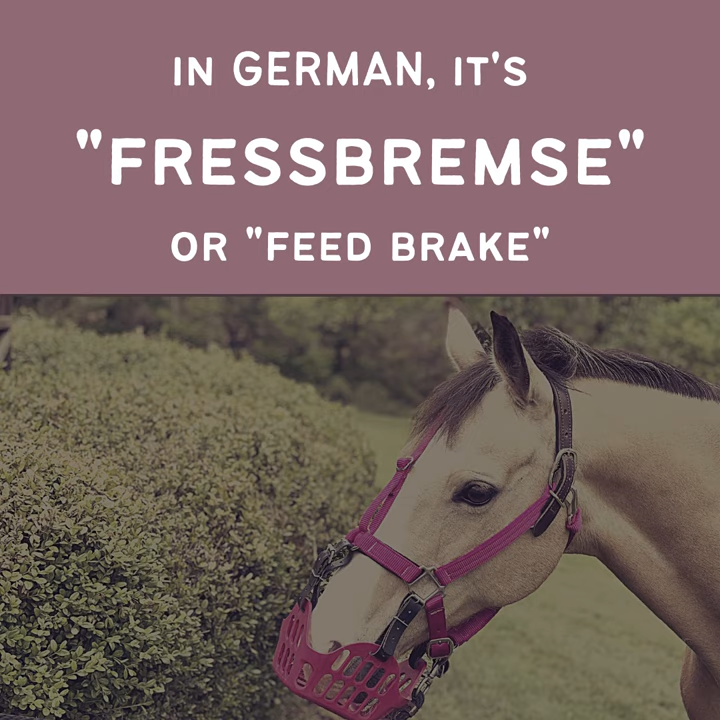 IN GERMAN, IT'S
"FRESSBREMSE"
OR "FEED BRAKE"